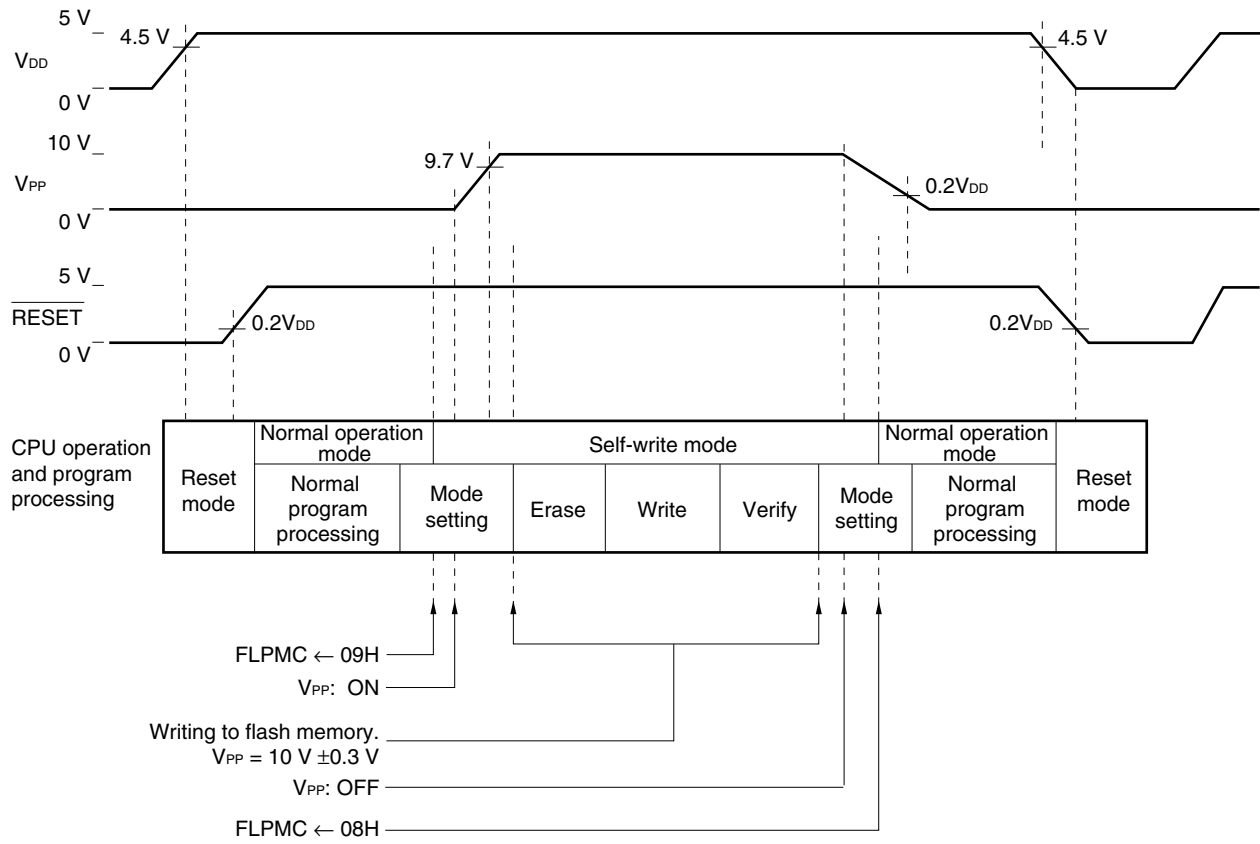 5 V
4.5 V
4.5 V
VDD
0 V
10 V
9.7 V
VPP
0.2VDD
0 V
5 V
RESET
0.2VDD
0.2VDD
0 V
CPU operation
and program
processing
Reset
mode
Normal operation
mode
Self-write mode
Normal operation
mode
Reset
mode
Normal
program
processing
Mode
setting
Erase
Write
Verify
Mode
setting
Normal
program
processing
FLPMC ← 09H
VPP: ON
Writing to flash memory.
VPP = 10 V ±0.3 V
VPP: OFF
FLPMC ← 08H